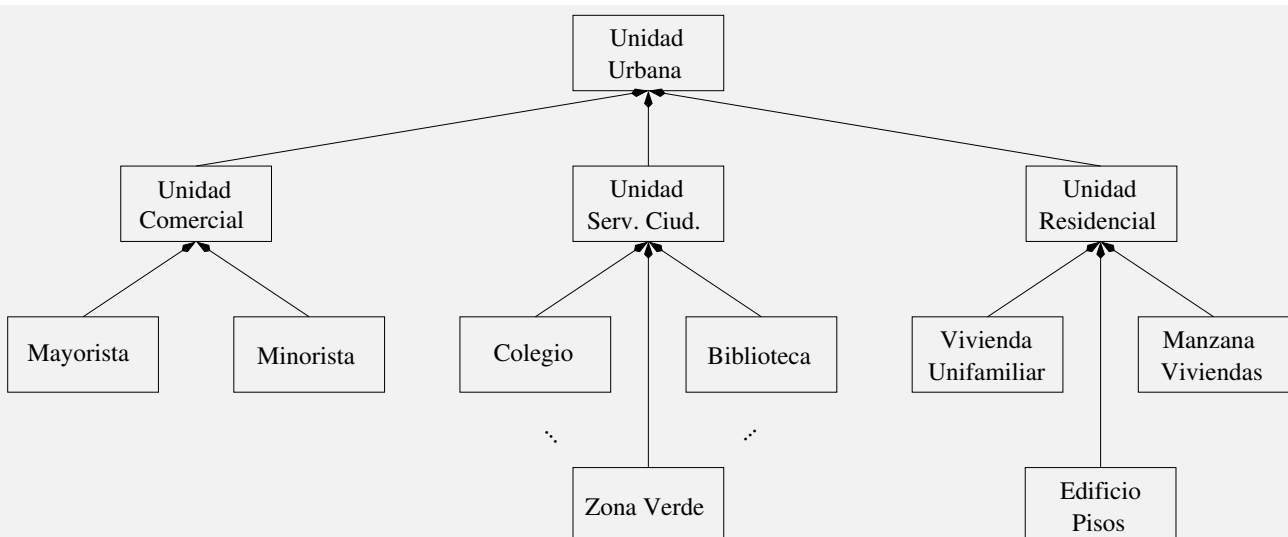 Unidad
Urbana
Unidad
Comercial
Unidad
Serv. Ciud.
Unidad
Residencial
Mayorista
Minorista
Colegio
Biblioteca
Vivienda
Unifamiliar
Manzana
Viviendas
...
...
Zona Verde
Edificio
Pisos